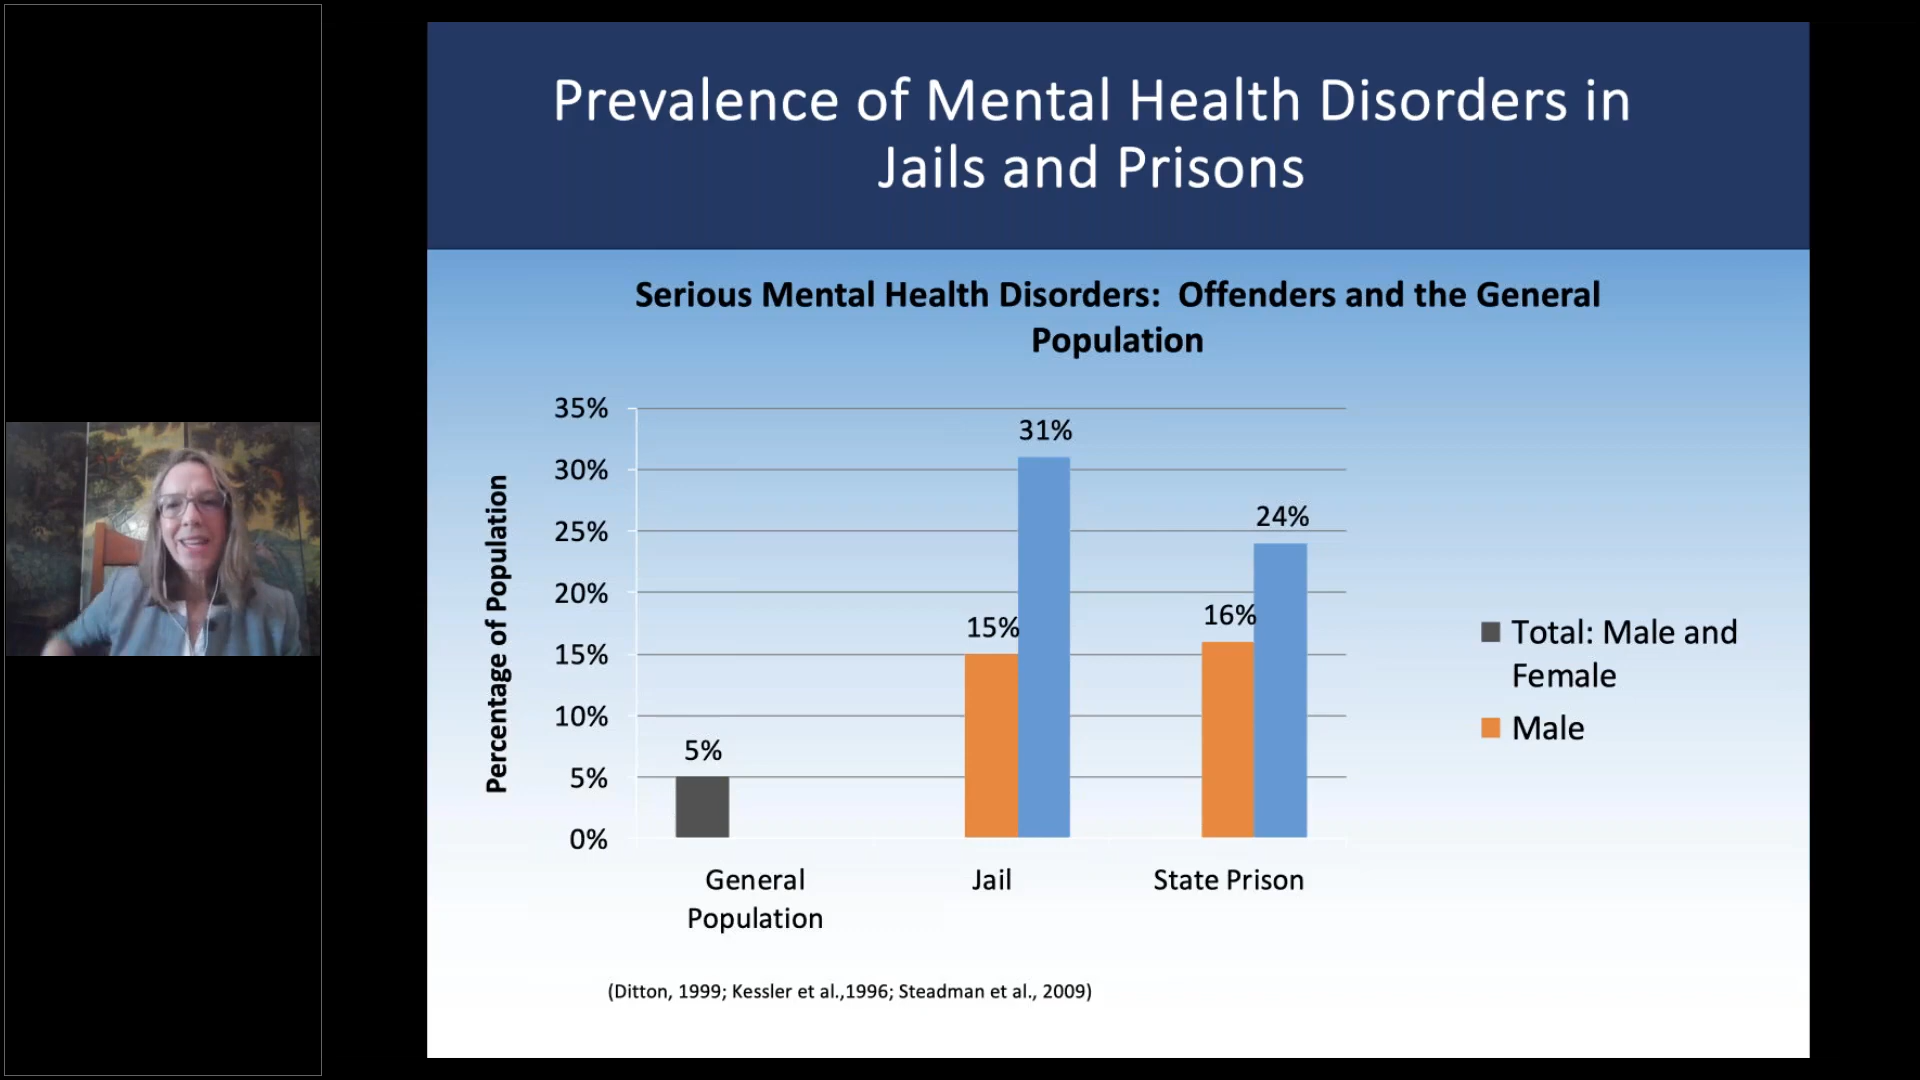 Prevalence of Mental Health Disorders in
Jails and Prisons
Serious Mental Health Disorders:  Offenders and the General
Population
Percentage of Population
35%
30%
25%
20%
15%
10%
5%
0%
5%
15%
31%
16%
24%
General
Population
Jail
State Prison
Total: Male and
Female
Male
(Ditton, 1999; Kessler et al.,1996; Steadman et al., 2009)